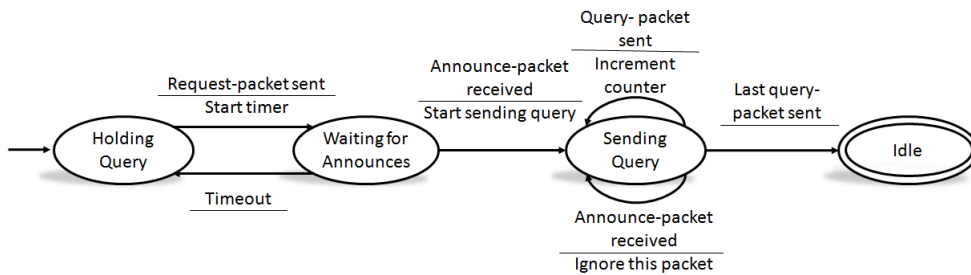 Request-packet sent
Start timer
Holding
Query
Timeout
Waiting for
Announces
Announce-packet
received
Start sending query
Query- packet
sent
Increment
counter
Sending
Query
Announce-packet
received
Ignore this packet
Last query-
packet sent
Idle